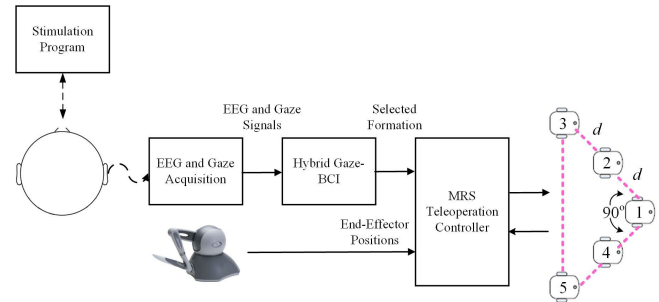 Stimulation
Program
EEG and Gaze
Signals
Selected
Formation
EEG and Gaze
Acquisition
Hybrid Gaze-
BCI
MRS
Teleoperation
Controller
End-Effector
Positions
3
d
2
d
1
90°
4
5